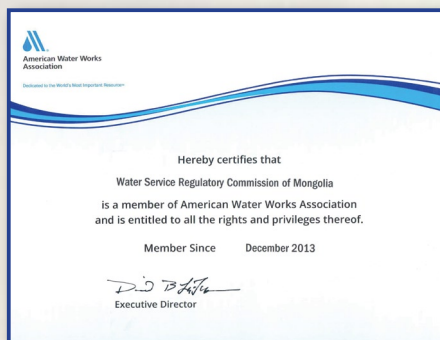 American Water Works
Association
Dedicated to the World's Most Important Resource®
Hereby certifies that
Water Service Regulatory Commission of Mongolia
is a member of American Water Works Association
and is entitled to all the rights and privileges thereof.
Member Since December 2013
Executive Director